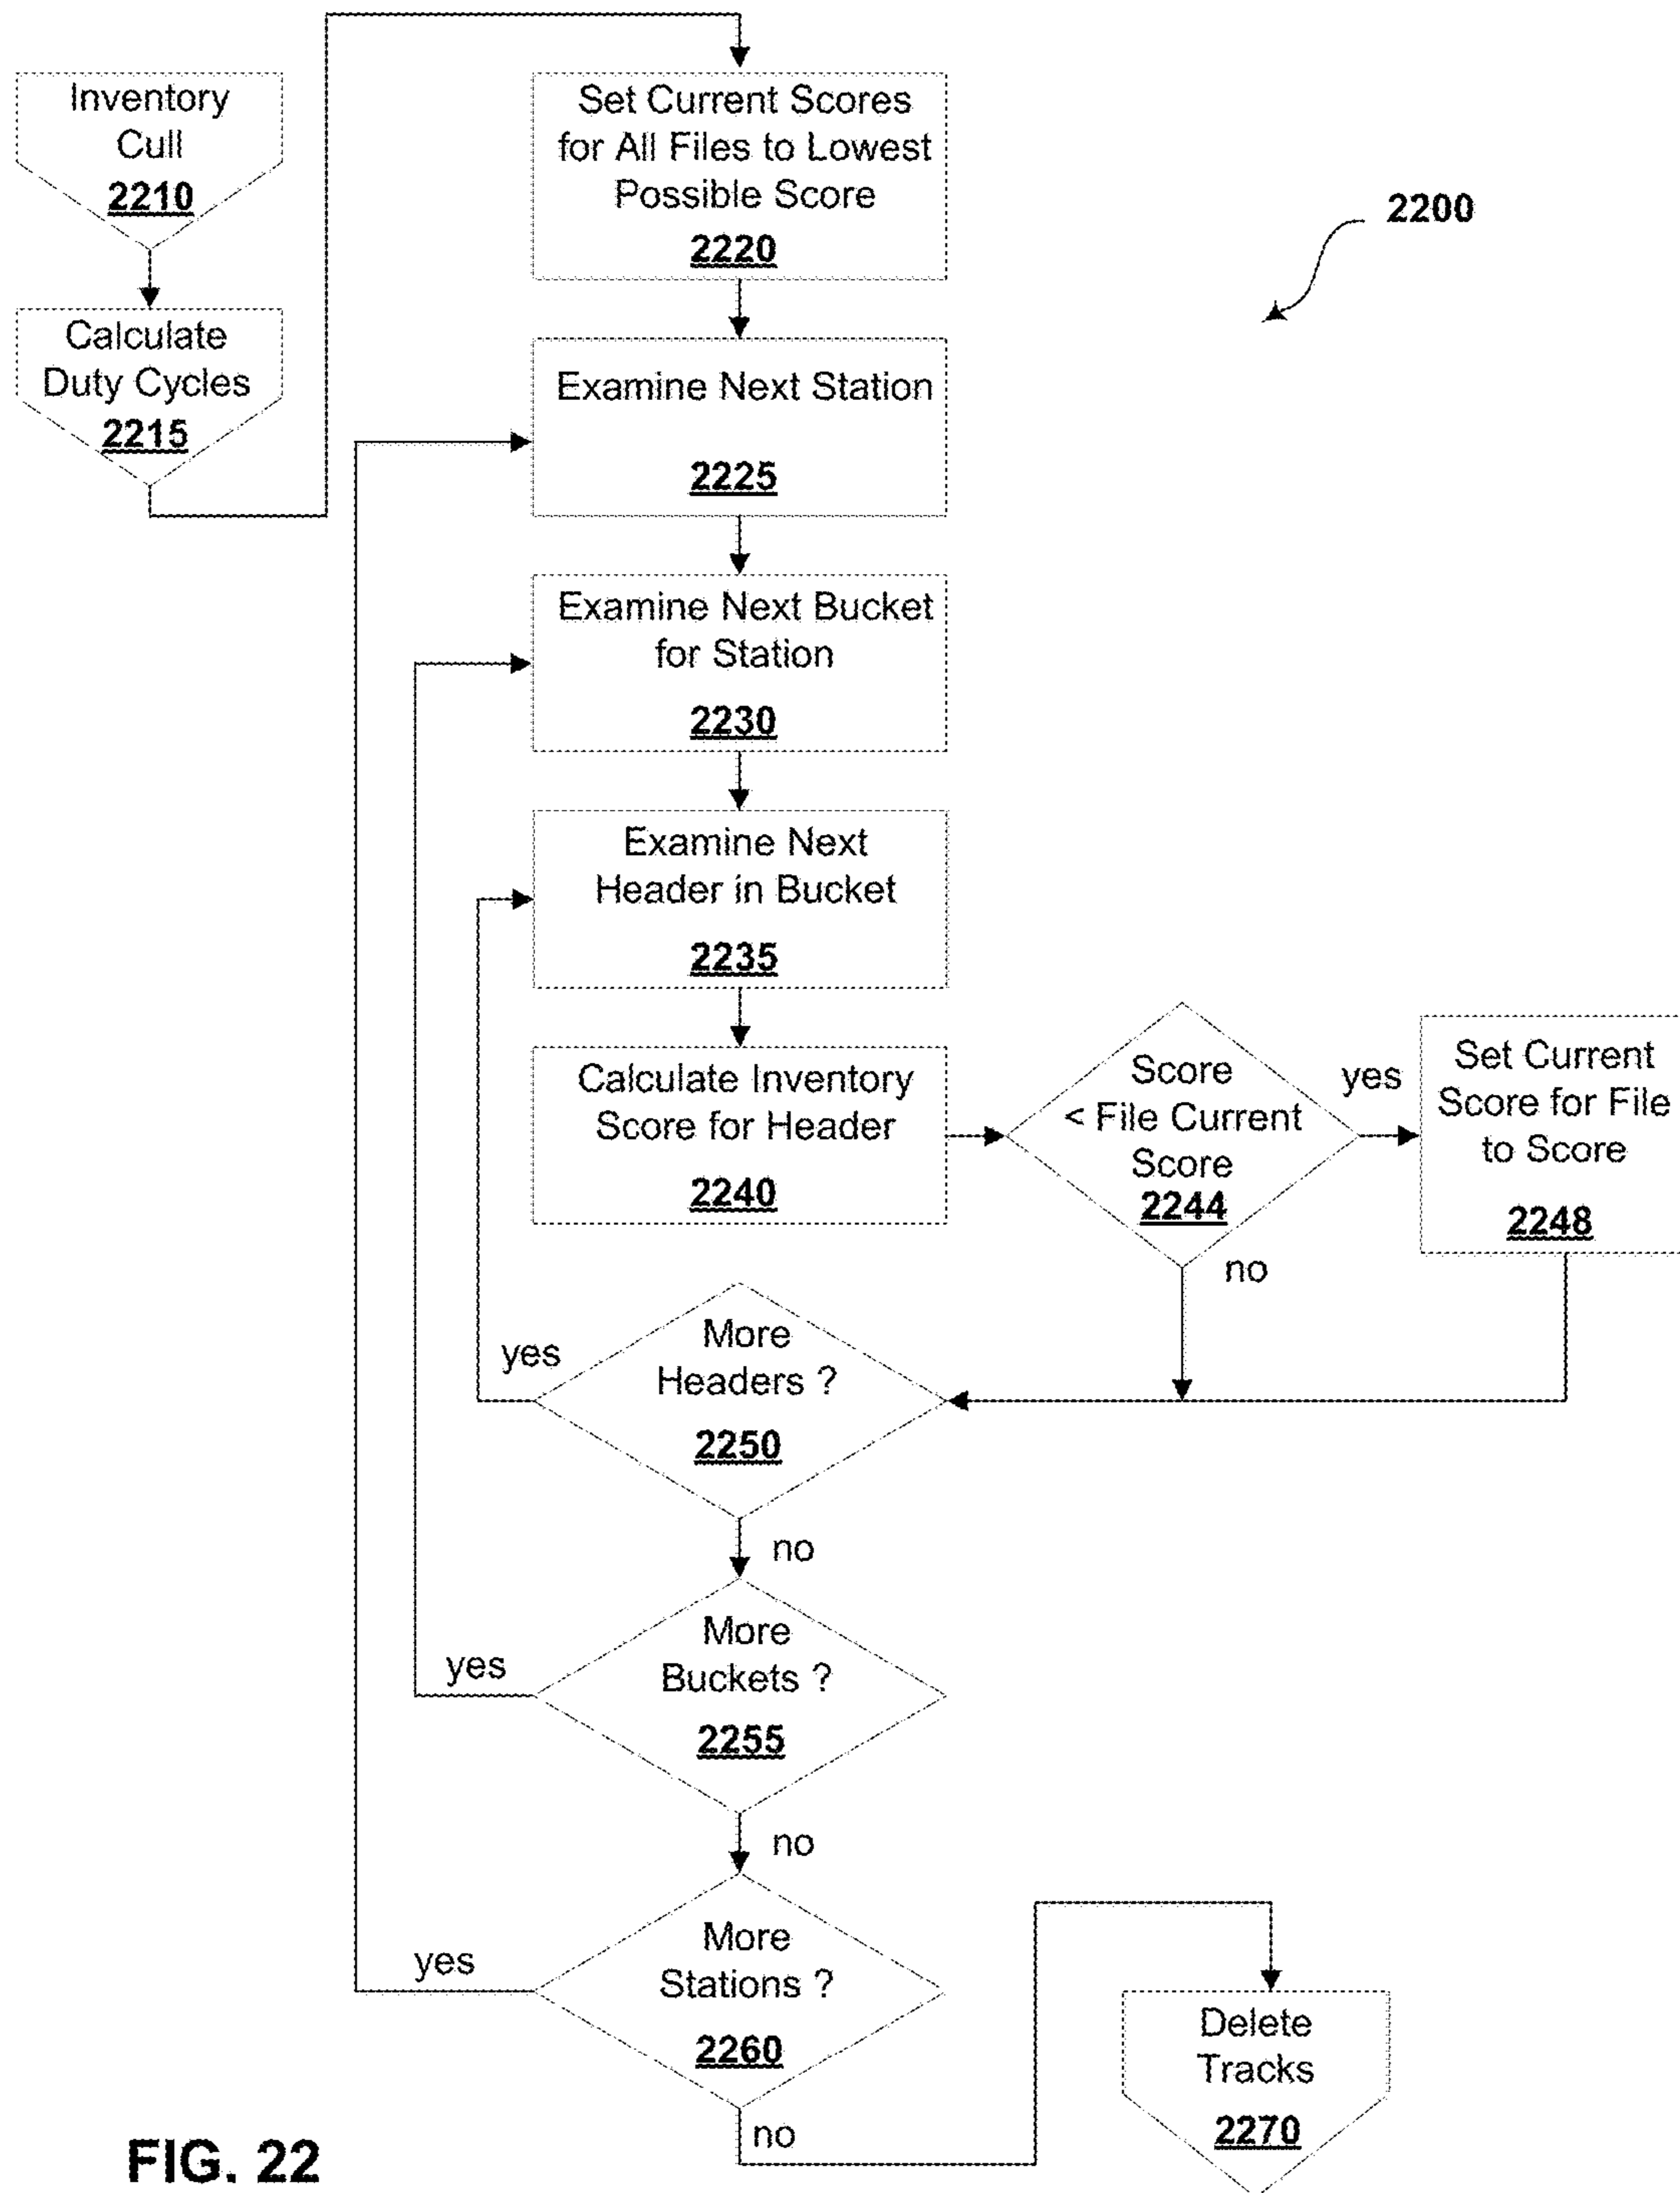 Inventory
Cull
2210
Calculate
Duty Cycles
2215
Set Current Scores
for All Files to Lowest
Possible Score
2220
2200
Examine Next Station
2225
Examine Next Bucket
for Station
2230
Examine Next
Header in Bucket
2235
Calculate Inventory
Score for Header
2240
Score
< File Current
Score
2244
yes
no
Set Current
Score for File
to Score
2248
More
Headers ?
2250
yes
no
More
Buckets ?
2255
yes
no
More
Stations ?
2260
yes
no
Delete
Tracks
2270
FIG. 22